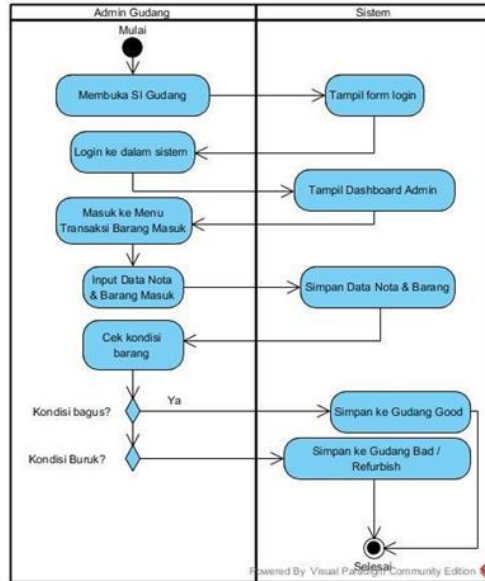 Admin Gudang
Sistem
Mulai
Membuka SI Gudang
Tampil form login
Login ke dalam sistem
Tampil Dashboard Admin
Masuk ke Menu
Transaksi Barang Masuk
Input Data Nota
& Barang Masuk
Simpan Data Nota & Barang
Cek kondisi
barang
Kondisi bagus?
Ya
Simpan ke Gudang Good
Kondisi Buruk?
Simpan ke Gudang Bad /
Refurbish
Selesai
Powered By Visual Paradigm Community Edition